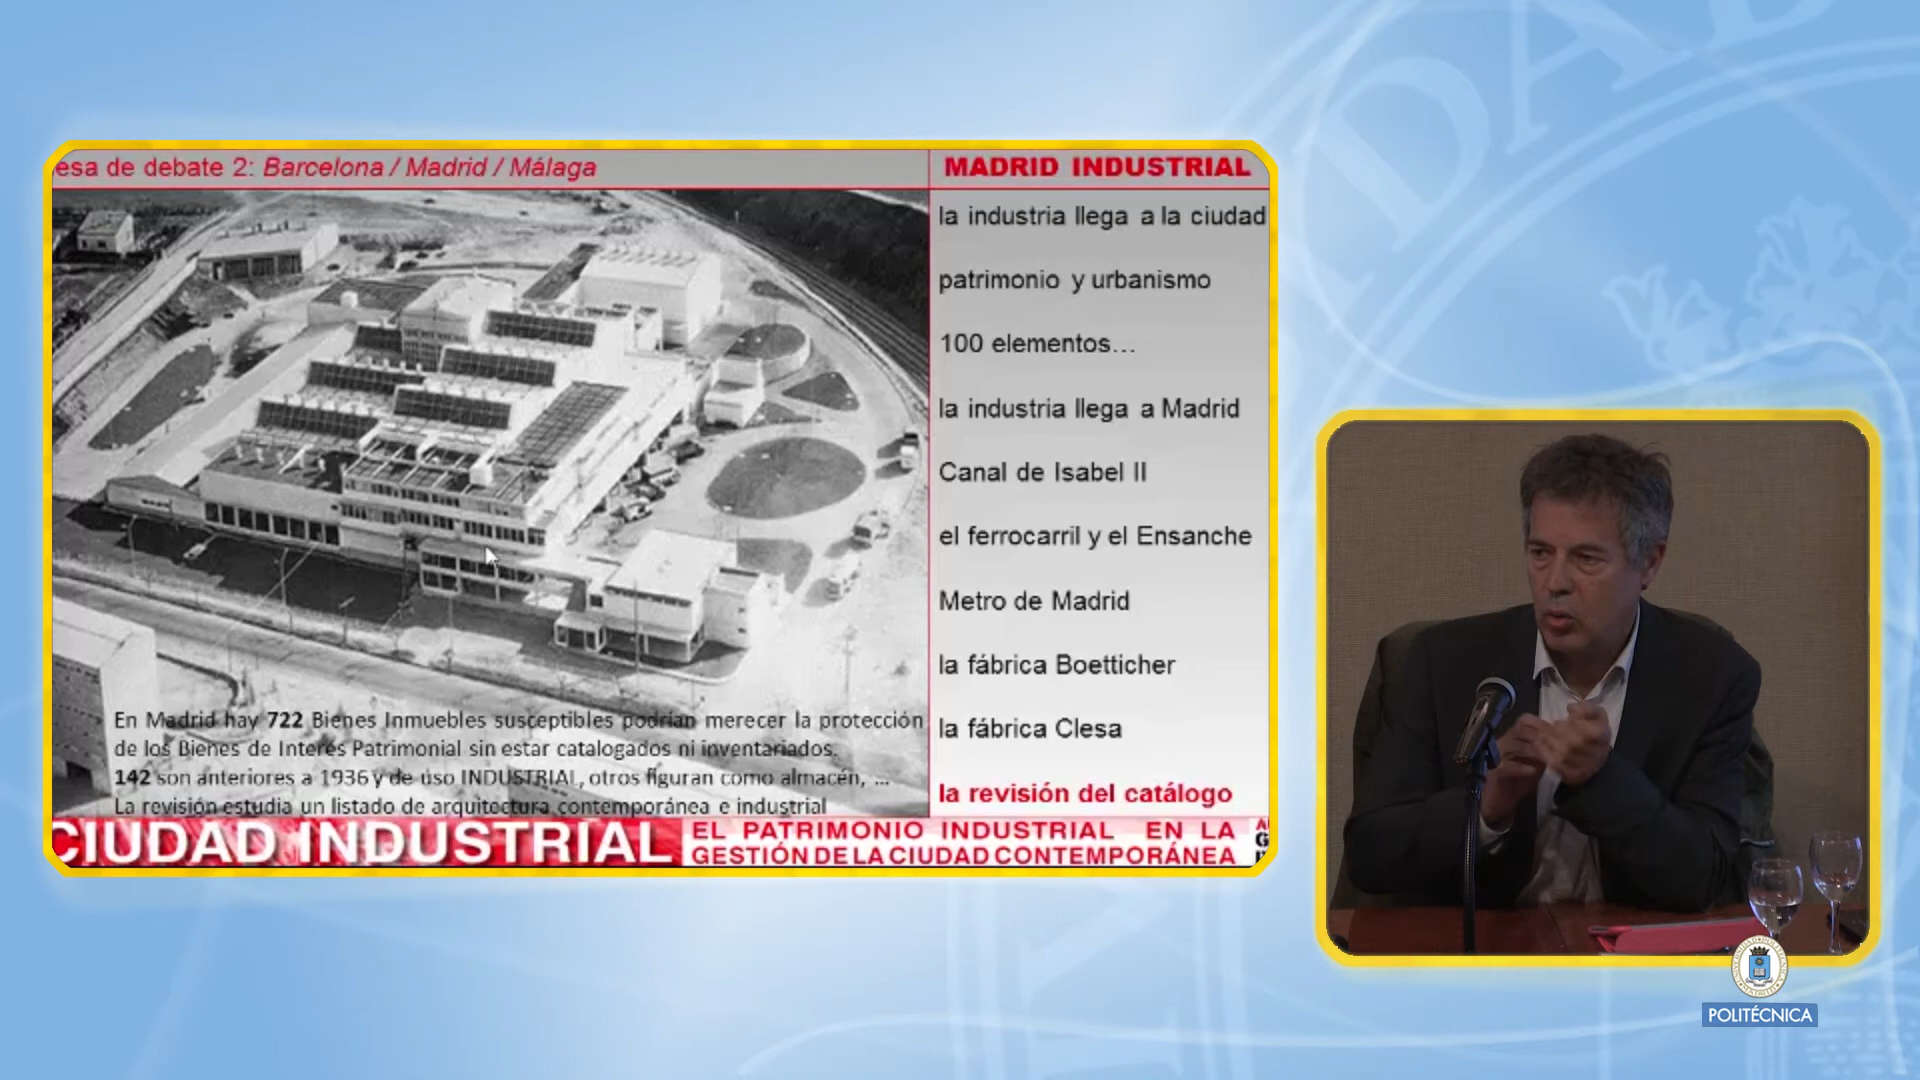 esa de debate 2: Barcelona / Madrid / Málaga
MADRID INDUSTRIAL
la industria llega a la ciudad
patrimonio y urbanismo
100 elementos...
la industria llega a Madrid
Canal de Isabel II
el ferrocarril y el Ensanche
Metro de Madrid
la fábrica Boetticher
la fábrica Clesa
la revisión del catálogo
En Madrid hay 722 Bienes Inmuebles susceptibles podrían merecer la protección
de los Bienes de Interés Patrimonial sin estar catalogados ni inventariados.
142 son anteriores a 1936 y de uso INDUSTRIAL, otros figuran como almacén, ...
La revisión estudia un listado de arquitectura contemporánea e industrial
CIUDAD INDUSTRIAL
EL PATRIMONIO INDUSTRIAL EN LA
GESTIÓN DE LA CIUDAD CONTEMPORÁNEA
POLITÉCNICA